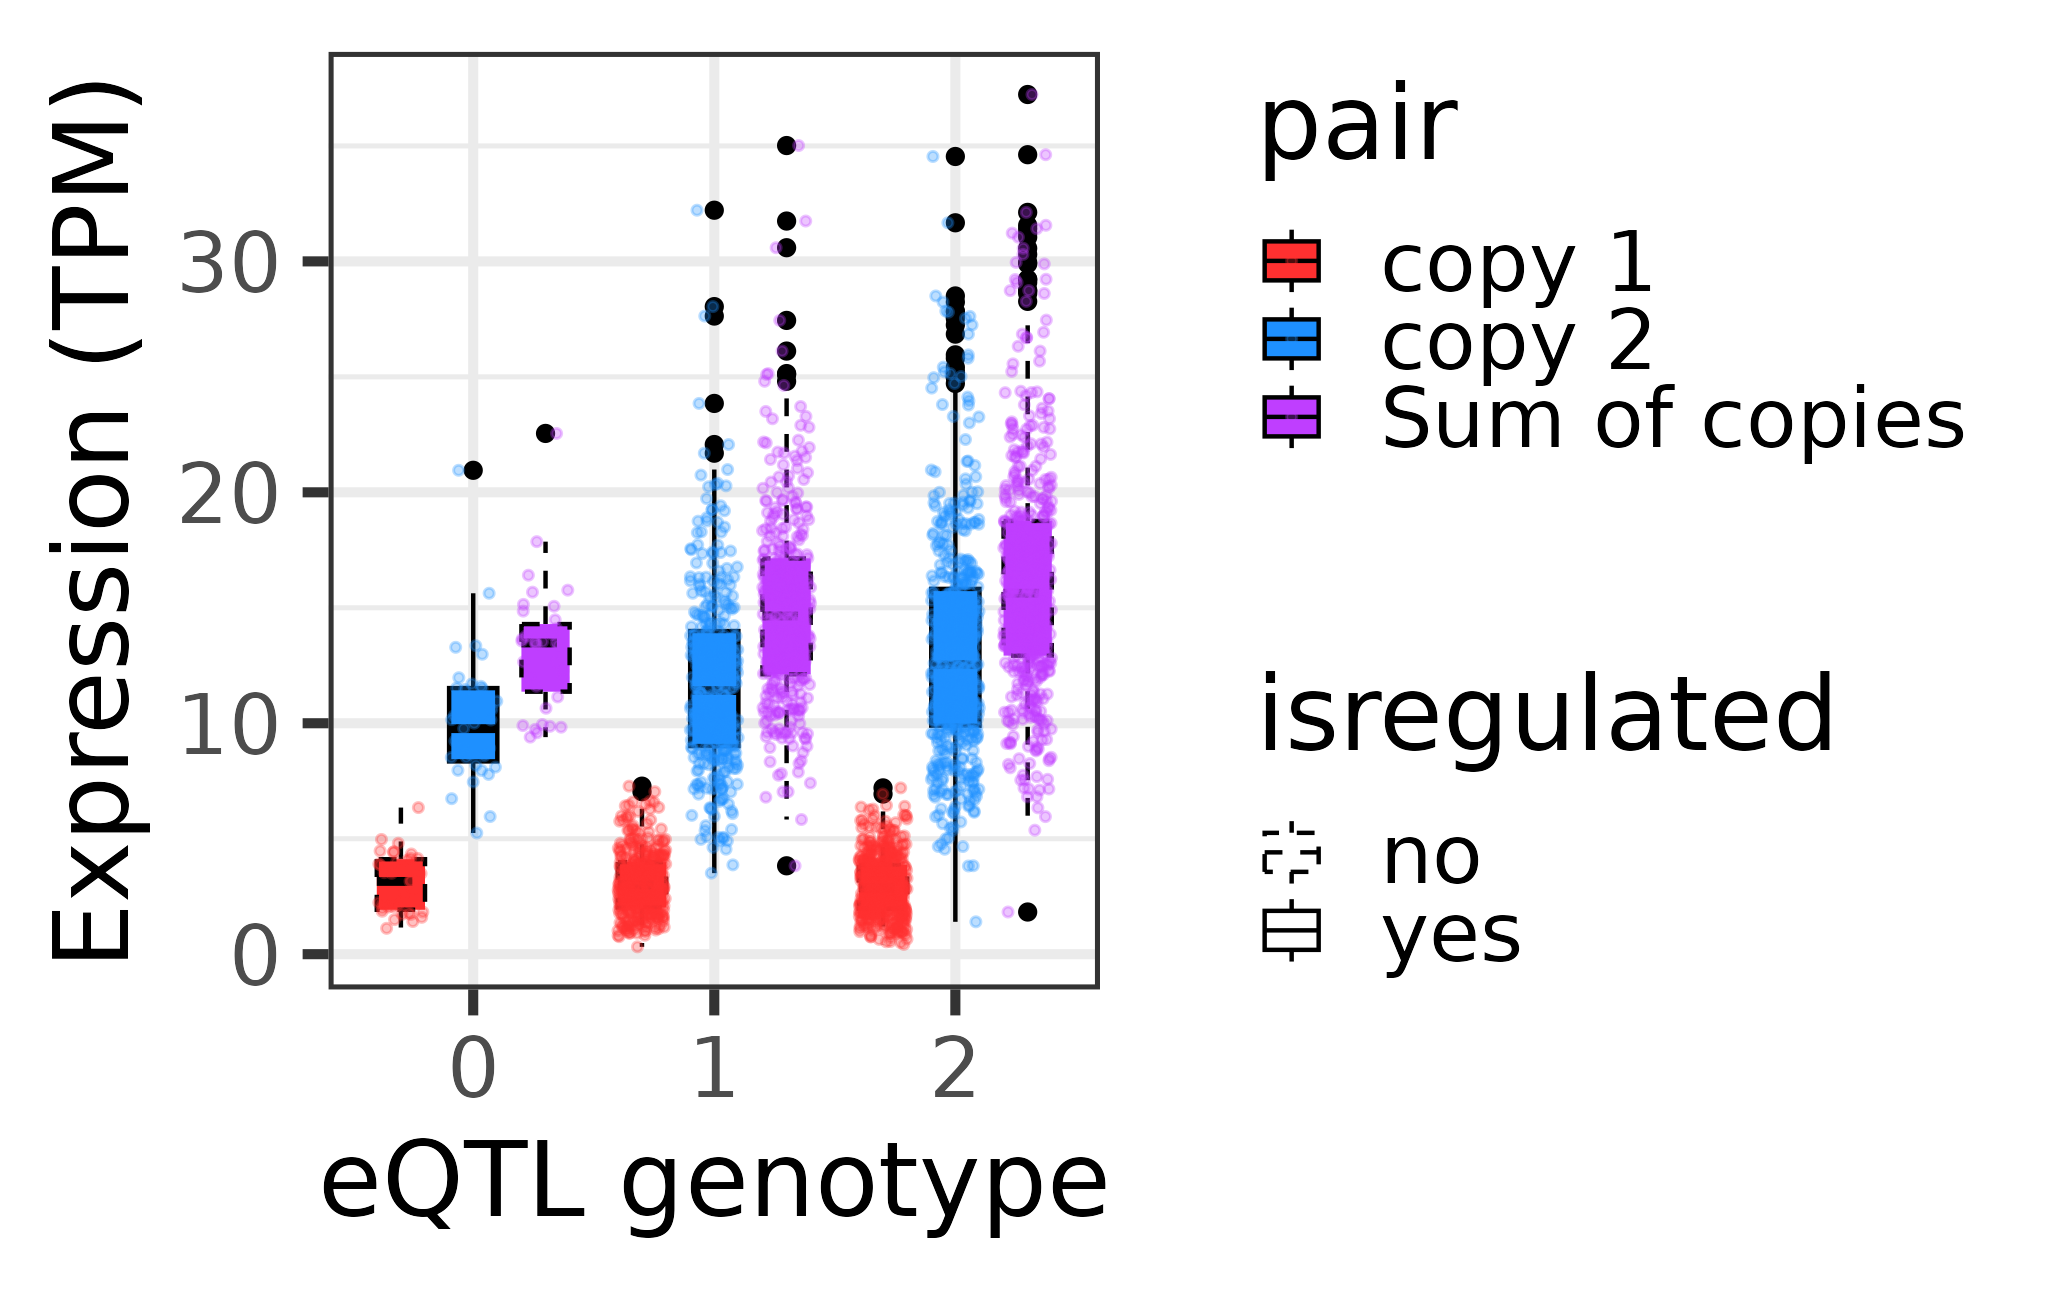 Expression (TPM)
30
20
10
0
0 1 2
eQTL genotype
pair
copy 1
copy 2
Sum of copies
isregulated
no
yes